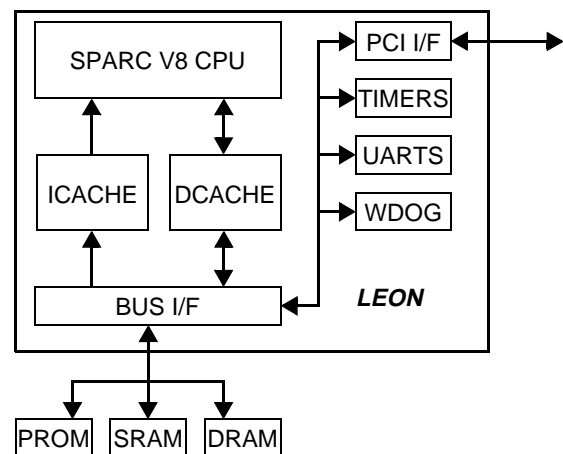 SPARC V8 CPU
PCI I/F
TIMERS
UARTS
WDOG
ICACHE
DCACHE
BUS I/F
LEON
PROM
SRAM
DRAM